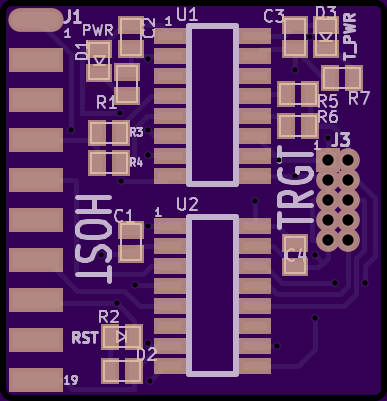 J1
1
PWR
D1
C2
1
U1
C3
D3
T_PWR
R7
R1
R5
R6
R3
R4
J3
1
TRGT
HOST
U2
C1
1
C4
R2
RST
D2
19